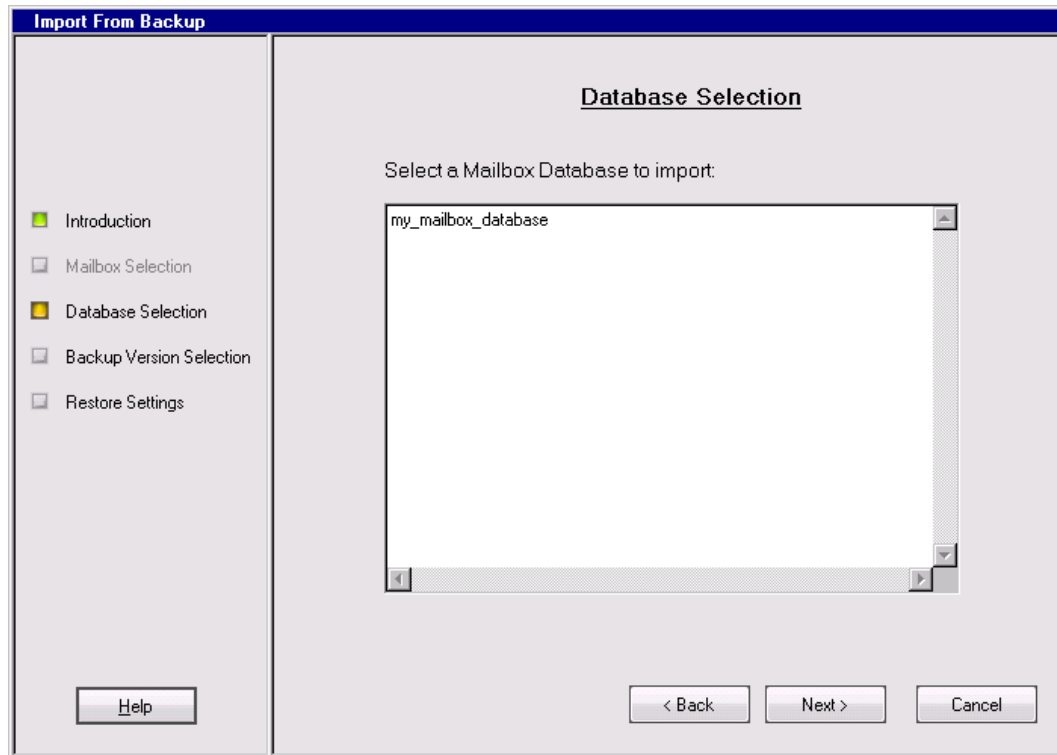 Import From Backup
Introduction
Mailbox Selection
Database Selection
Backup Version Selection
Restore Settings
Help
Database Selection
Select a Mailbox Database to import:
my_mailbox_database
< Back
Next >
Cancel